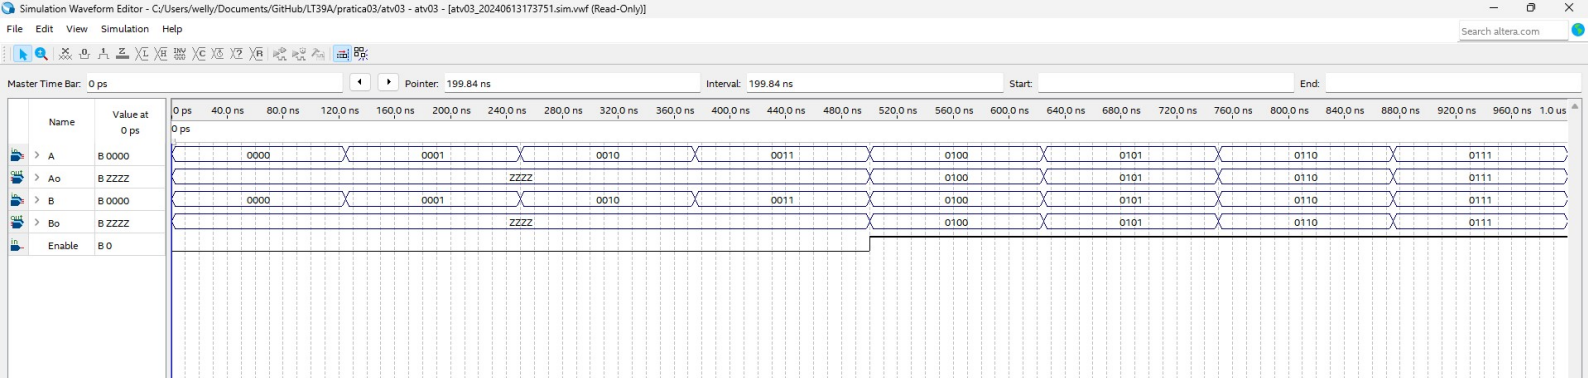 Simulation Waveform Editor - C:/Users/welly/Documents/GitHub/LT39A/pratica03/atv03 - atv03 - [atv03_20240613173751.sim.vwf (Read-Only)]
File Edit View Simulation Help
Search altera.com
Master Time Bar: 0 ps Pointer: 199.84 ns Interval: 199.84 ns Start: End:
Name Value at 0 ps 0 ps 40.0 ns 80.0 ns 120.0 ns 160.0 ns 200.0 ns 240.0 ns 280.0 ns 320.0 ns 360.0 ns 400.0 ns 440.0 ns 480.0 ns 520.0 ns 560.0 ns 600.0 ns 640.0 ns 680.0 ns 720.0 ns 760.0 ns 800.0 ns 840.0 ns 880.0 ns 920.0 ns 960.0 ns 1.0 us
0 ps
A B 0000 0000 0001 0010 0011 0100 0101 0110 0111
Ao B ZZZZ ZZZZ 0100 0101 0110 0111
B B 0000 0000 0001 0010 0011 0100 0101 0110 0111
Bo B ZZZZ ZZZZ 0100 0101 0110 0111
Enable B 0